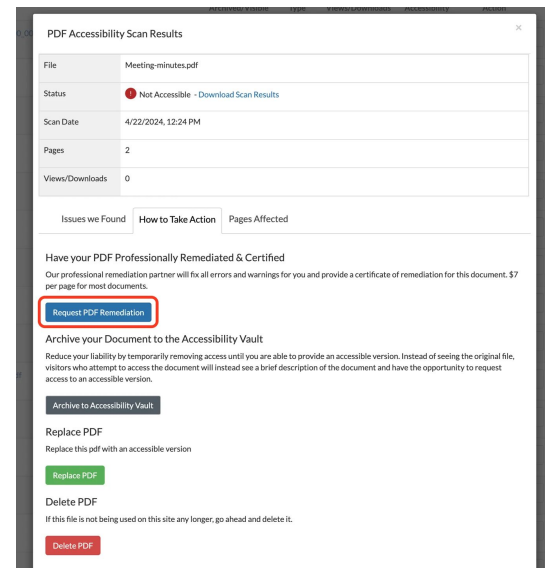 Archived/Visible Type Views/Downloads Accessibility Action
PDF Accessibility Scan Results ×
File Meeting-minutes.pdf
Status ! Not Accessible - Download Scan Results
Scan Date 4/22/2024, 12:24 PM
Pages 2
Views/Downloads 0
Issues we Found How to Take Action Pages Affected
Have your PDF Professionally Remediated & Certified
Our professional remediation partner will fix all errors and warnings for you and provide a certificate of remediation for this document. $7
per page for most documents.
Request PDF Remediation
Archive your Document to the Accessibility Vault
Reduce your liability by temporarily removing access until you are able to provide an accessible version. Instead of seeing the original file,
visitors who attempt to access the document will instead see a brief description of the document and have the opportunity to request
access to an accessible version.
Archive to Accessibility Vault
Replace PDF
Replace this pdf with an accessible version
Replace PDF
Delete PDF
If this file is not being used on this site any longer, go ahead and delete it.
Delete PDF